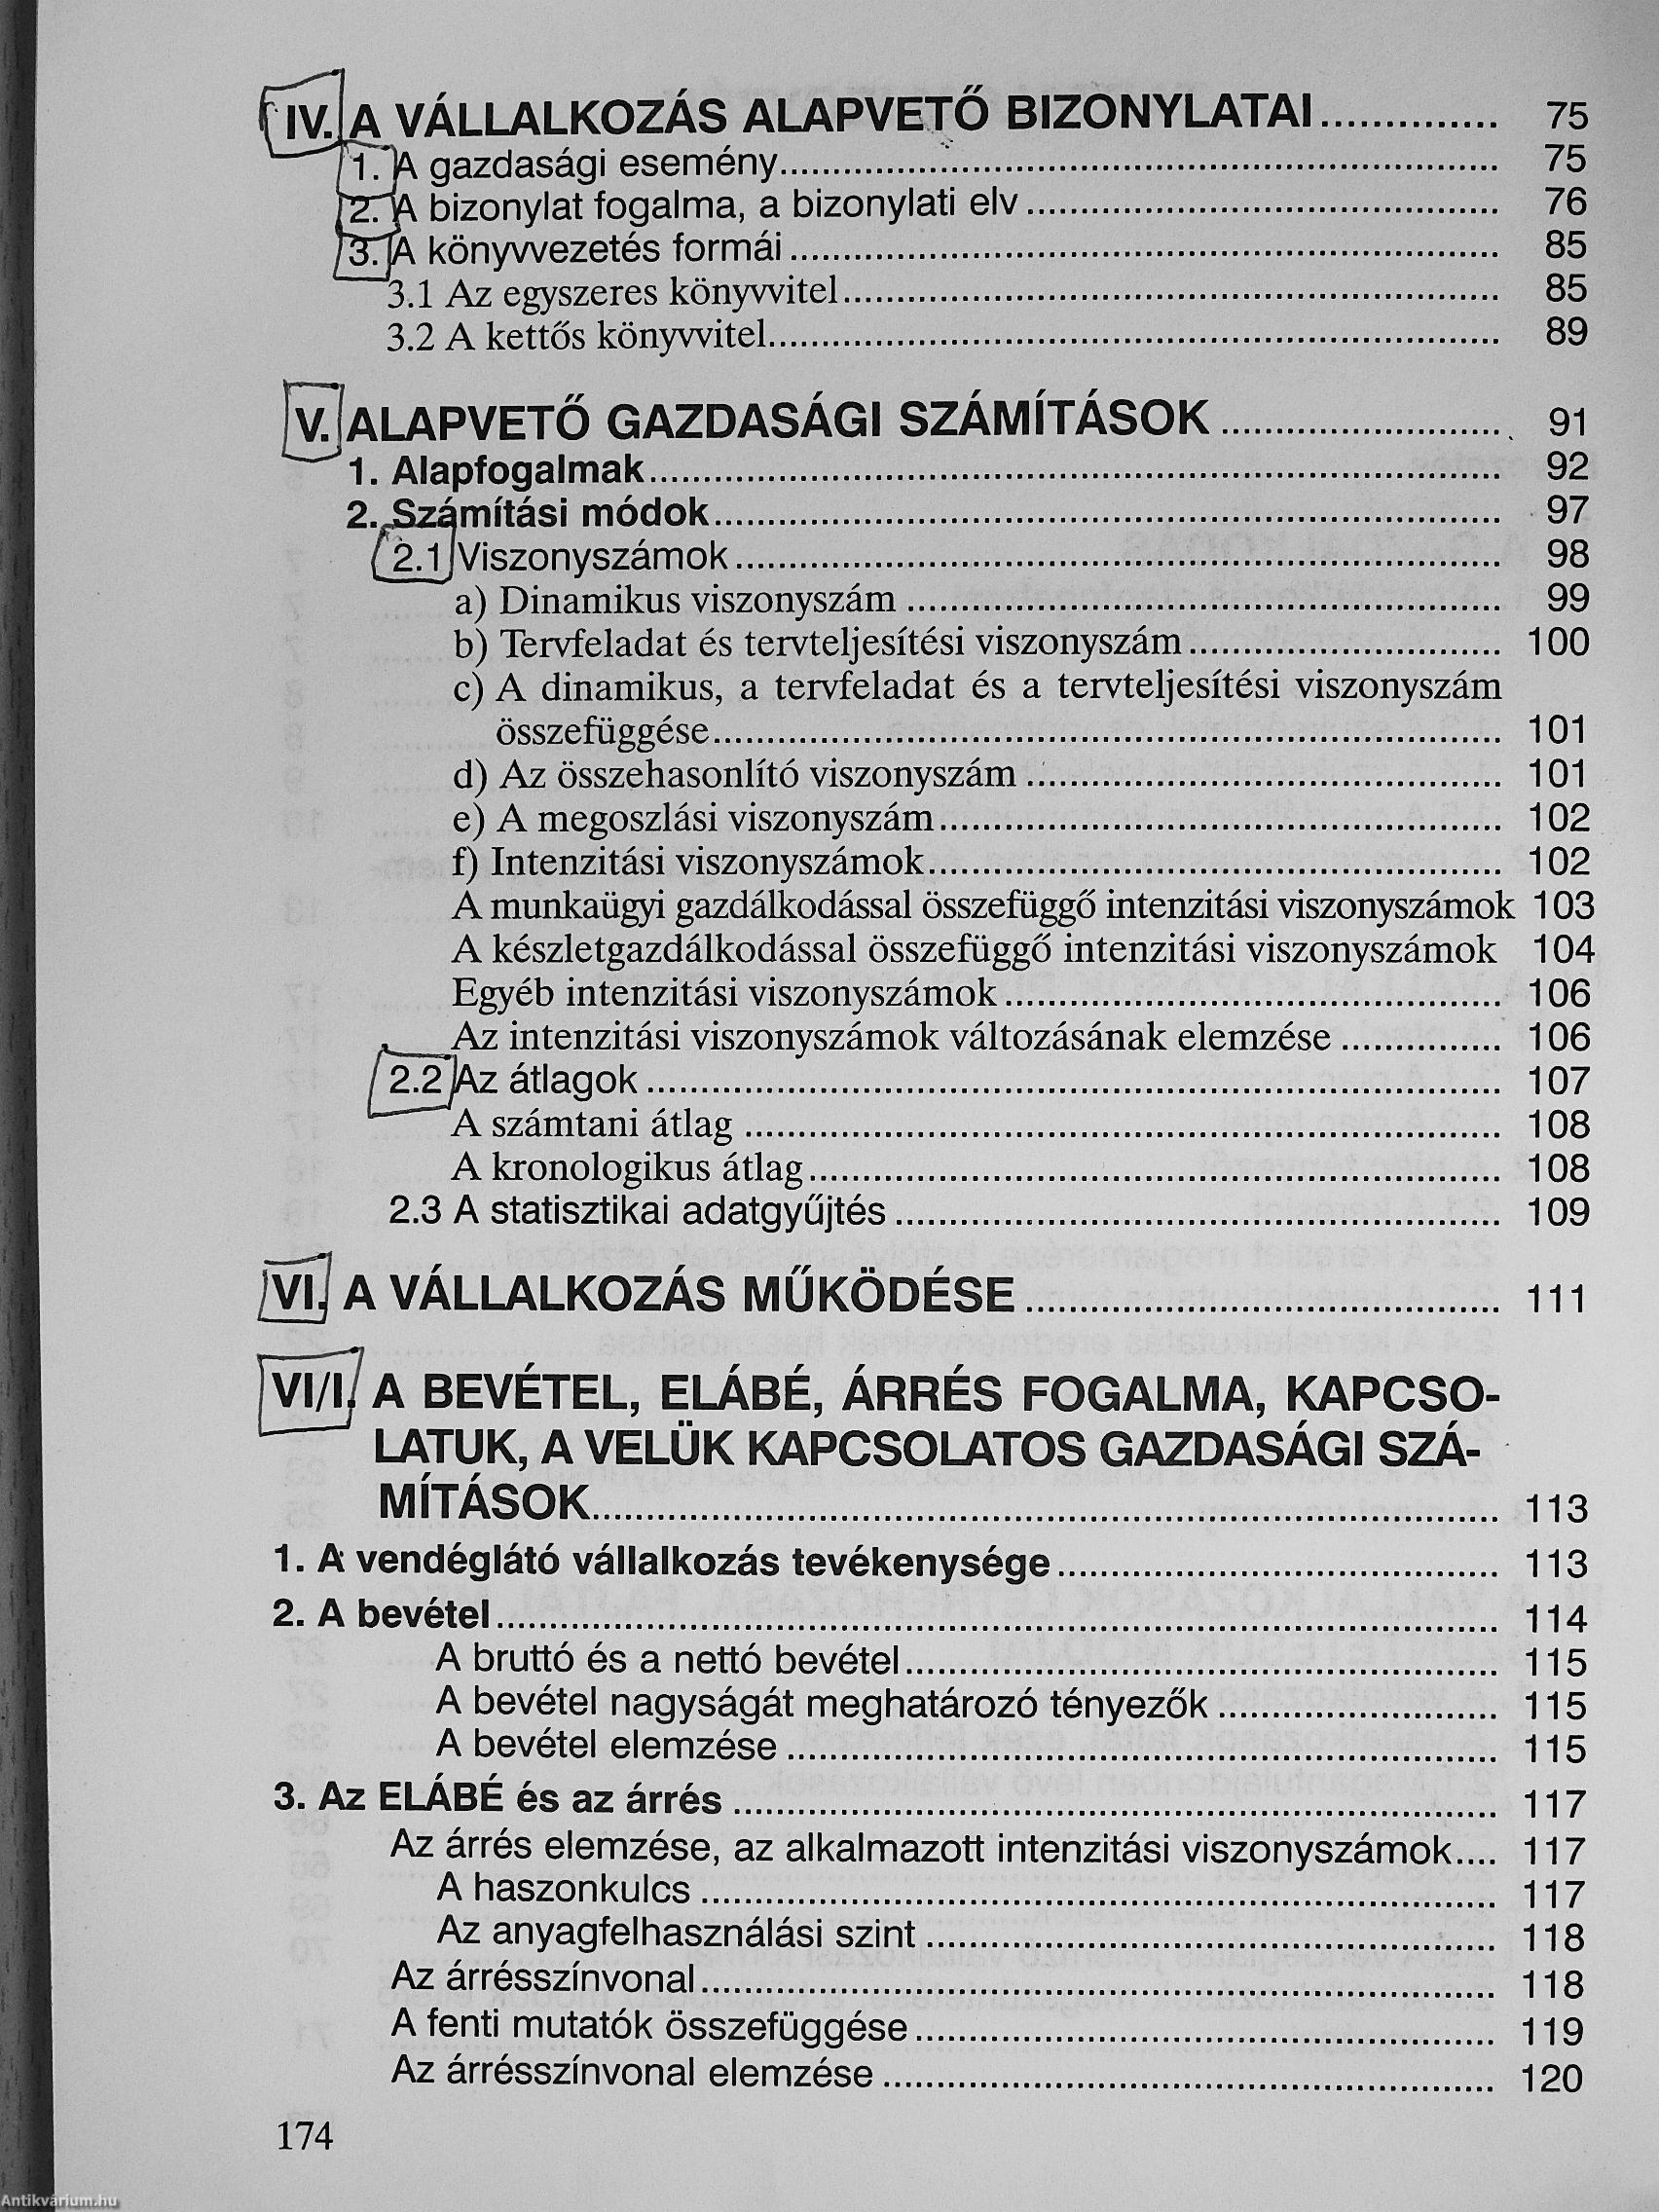 IV. A VÁLLALKOZÁS ALAPVETŐ BIZONYLATAI.............. 75
1. A gazdasági esemény.............. 75
2. A bizonylat fogalma, a bizonylati elv.............. 76
3. A könyvvezetés formái.............. 85
3.1 Az egyszeres könyvvitel.............. 85
3.2 A kettős könyvvitel.............. 89
V. ALAPVETŐ GAZDASÁGI SZÁMÍTÁSOK.............. 91
1. Alapfogalmak.............. 92
2. Számítási módok.............. 97
2.1 Viszonyszámok.............. 98
a) Dinamikus viszonyszám.............. 99
b) Tervfeladat és tervteljesítési viszonyszám.............. 100
c) A dinamikus, a tervfeladat és a tervteljesítési viszonyszám
összefüggése.............. 101
d) Az összehasonlító viszonyszám.............. 101
e) A megoszlási viszonyszám.............. 102
f) Intenzitási viszonyszámok.............. 102
A munkaügyi gazdálkodással összefüggő intenzitási viszonyszámok 103
A készletgazdálkodással összefüggő intenzitási viszonyszámok 104
Egyéb intenzitási viszonyszámok.............. 106
Az intenzitási viszonyszámok változásának elemzése.............. 106
2.2 Az átlagok.............. 107
A számtani átlag.............. 108
A kronologikus átlag.............. 108
2.3 A statisztikai adatgyűjtés.............. 109
VI. A VÁLLALKOZÁS MŰKÖDÉSE.............. 111
VI/I. A BEVÉTEL, ELÁBÉ, ÁRRÉS FOGALMA, KAPCSO-
LATUK, A VELÜK KAPCSOLATOS GAZDASÁGI SZÁ-
MÍTÁSOK.............. 113
1. A vendéglátó vállalkozás tevékenysége.............. 113
2. A bevétel.............. 114
A bruttó és a nettó bevétel.............. 115
A bevétel nagyságát meghatározó tényezők.............. 115
A bevétel elemzése.............. 115
3. Az ELÁBÉ és az árrés.............. 117
Az árrés elemzése, az alkalmazott intenzitási viszonyszámok.... 117
A haszonkulcs.............. 117
Az anyagfelhasználási szint.............. 118
Az árrésszínvonal.............. 118
A fenti mutatók összefüggése.............. 119
Az árrésszínvonal elemzése.............. 120
174
Antikvárium.hu